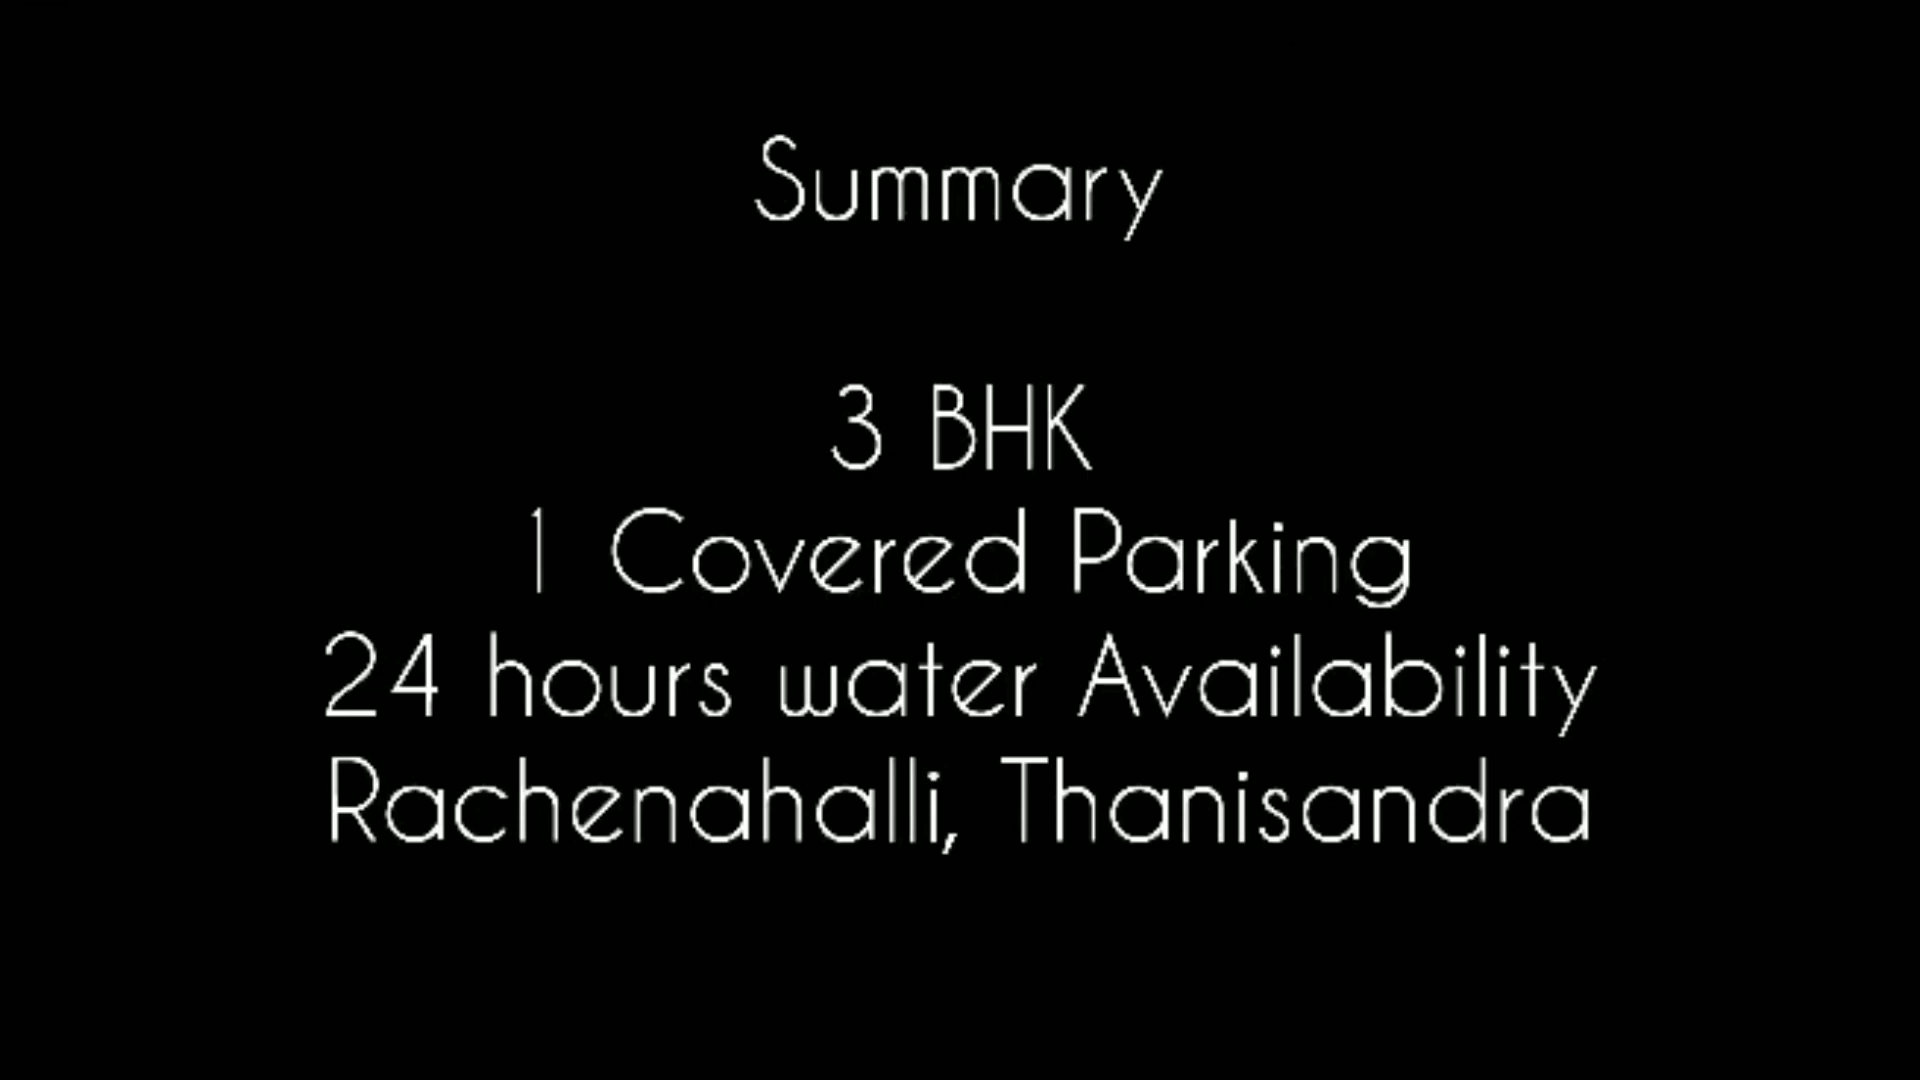 Summary
3 BHK
1 Covered Parking
24 hours water Availability
Rachenahalli, Thanisandra